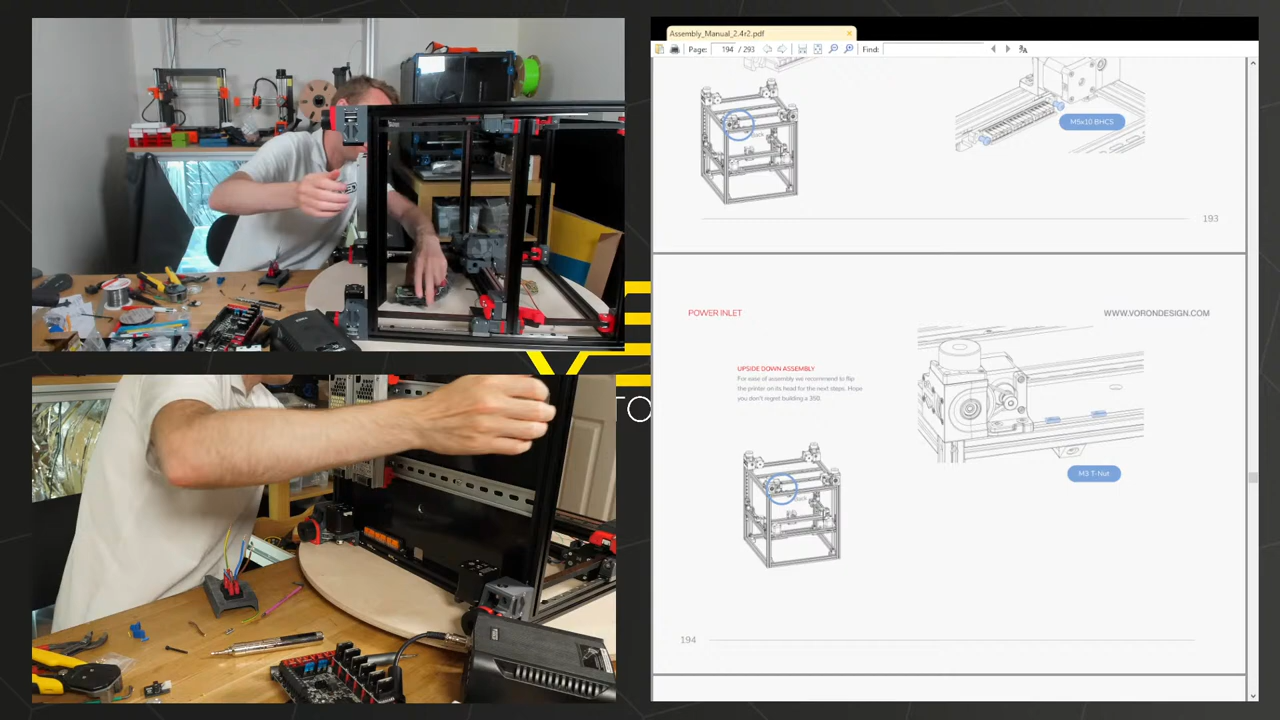 Assembly_Manual_2.4r2.pdf
Page: 194 / 293
Find:
M5x10 BHCS
193
POWER INLET
WWW.VORONDESIGN.COM
UPSIDE DOWN ASSEMBLY
For ease of assembly we recommend to flip
the printer on its head for the next steps. Hope
you don't regret building a 350.
M3 T-Nut
194